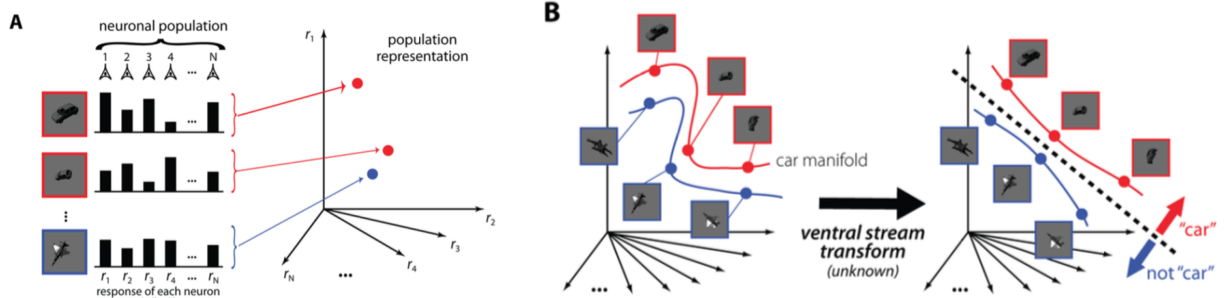 A
neuronal population
1 2 3 4 ... N
r1
population
representation
...
...
...
r2
r3
r4
rN
...
r1 r2 r3 r4 ... rN
response of each neuron
B
car manifold
ventral stream
transform
(unknown)
...
...
"car"
not "car"